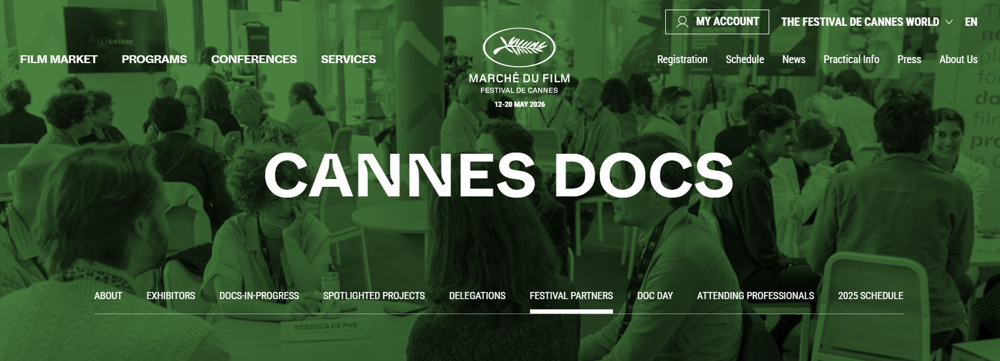 MY ACCOUNT
THE FESTIVAL DE CANNES WORLD
EN
FILM MARKET
PROGRAMS
CONFERENCES
SERVICES
Registration
Schedule
News
Practical Info
Press
About Us
MARCHÉ DU FILM
FESTIVAL DE CANNES
12-20 MAY 2026
LIGHTBOX
CANNES DOCS
ABOUT
EXHIBITORS
DOCS-IN-PROGRESS
SPOTLIGHTED PROJECTS
DELEGATIONS
FESTIVAL PARTNERS
DOC DAY
ATTENDING PROFESSIONALS
2025 SCHEDULE
REBECCA DE PAS